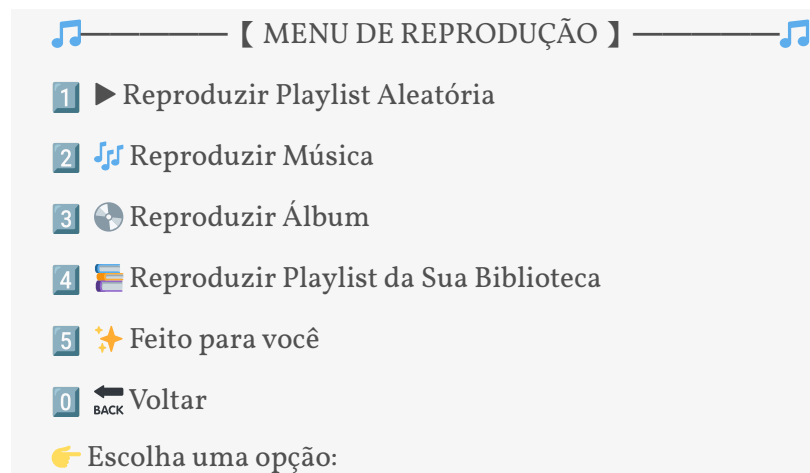 🎵────── 【 MENU DE REPRODUÇÃO 】 ──────🎵
1️⃣ ▶ Reproduzir Playlist Aleatória
2️⃣ 🎶 Reproduzir Música
3️⃣ 💿 Reproduzir Álbum
4️⃣ 📚 Reproduzir Playlist da Sua Biblioteca
5️⃣ ✨ Feito para você
0️⃣ 🔙 Voltar
👉 Escolha uma opção: